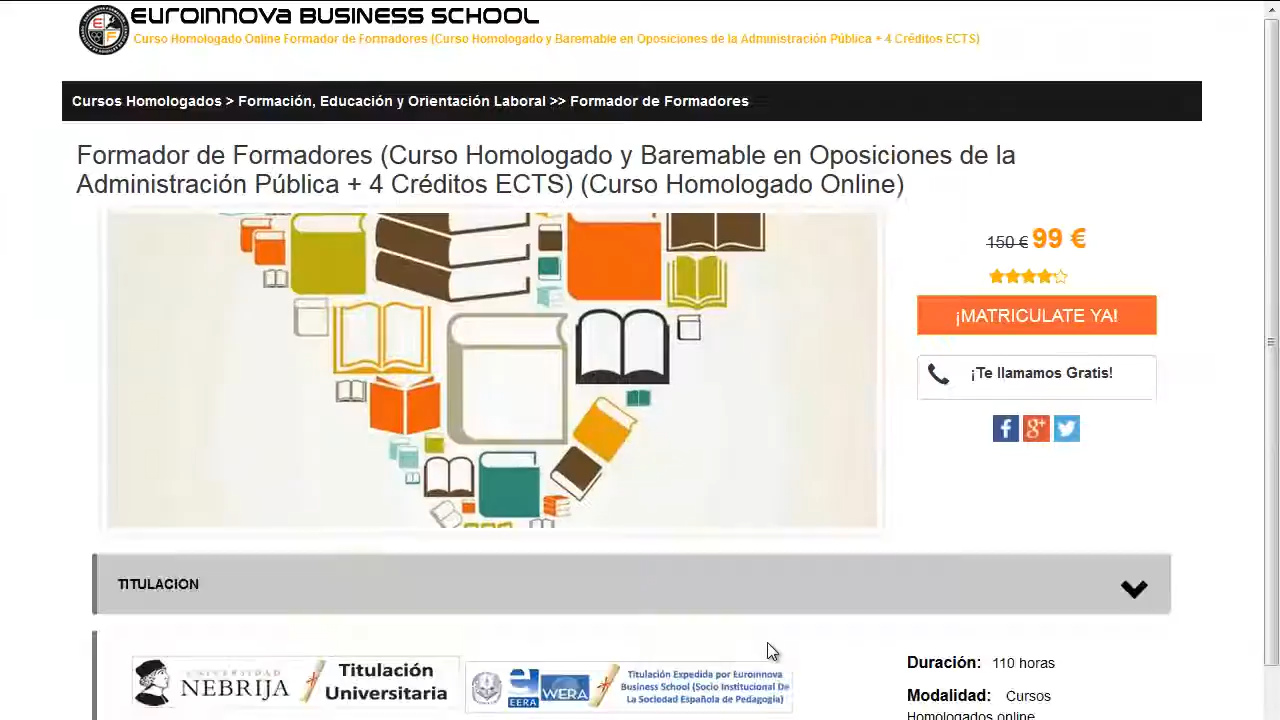 EUROINNOVA BUSINESS SCHOOL
Curso Homologado Online Formador de Formadores (Curso Homologado y Baremable en Oposiciones de la Administración Pública + 4 Créditos ECTS)
Cursos Homologados > Formación, Educación y Orientación Laboral >> Formador de Formadores
Formador de Formadores (Curso Homologado y Baremable en Oposiciones de la
Administración Pública + 4 Créditos ECTS) (Curso Homologado Online)
150 € 99 €
¡MATRICULATE YA!
¡Te llamamos Gratis!
TITULACION
UNIVERSIDAD
NEBRIJA
Titulación
Universitaria
EERA
WERA
Titulación Expedida por Euroinnova
Business School (Socio Institucional De
La Sociedad Española de Pedagogía)
Duración: 110 horas
Modalidad: Cursos
Homologados online